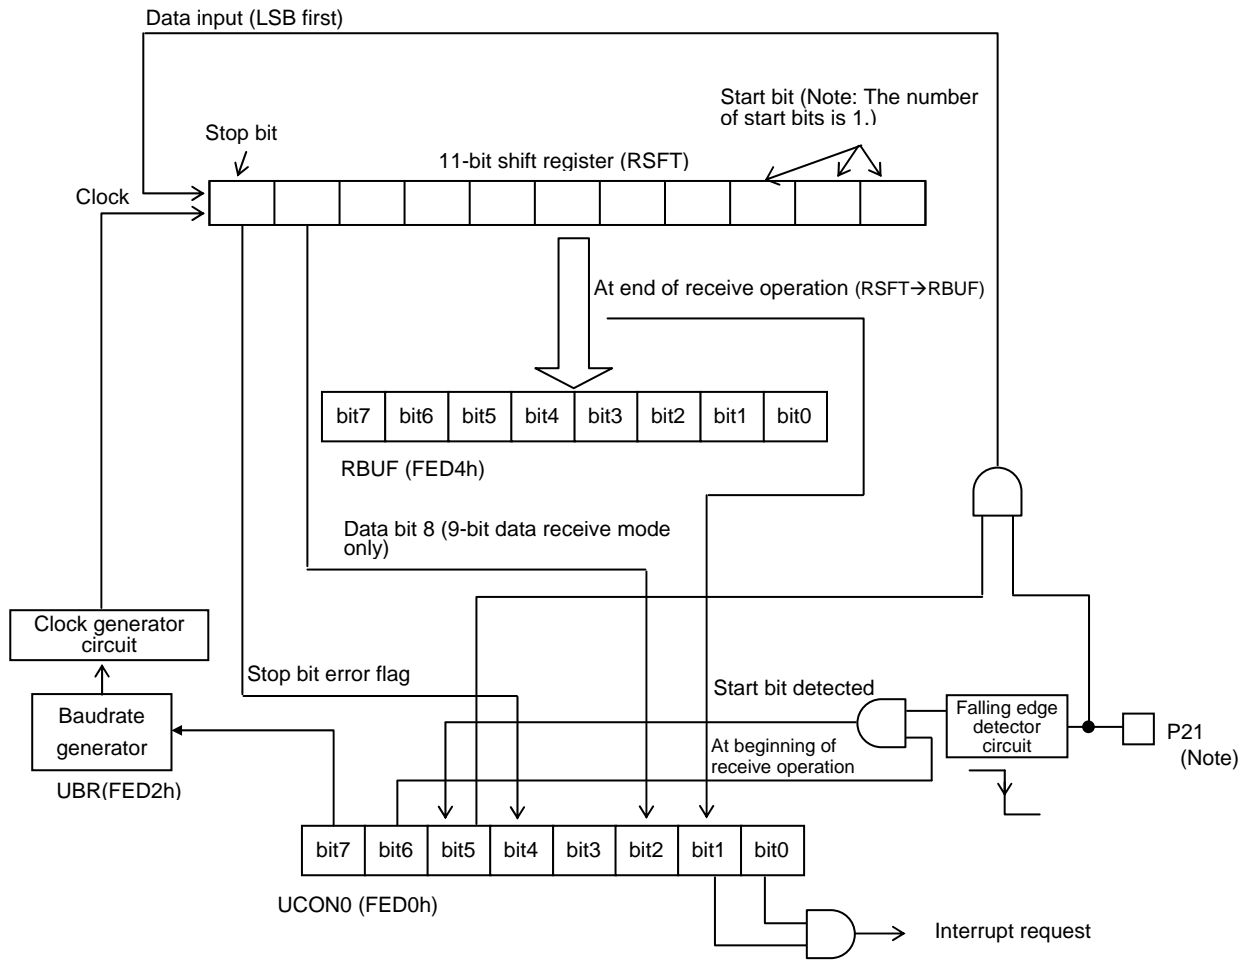 Data input (LSB first)
Start bit (Note: The number
of start bits is 1.)
Stop bit
11-bit shift register (RSFT)
Clock
At end of receive operation (RSFT→RBUF)
bit7 bit6 bit5 bit4 bit3 bit2 bit1 bit0
RBUF (FED4h)
Data bit 8 (9-bit data receive mode
only)
Clock generator
circuit
Stop bit error flag
Start bit detected
Baudrate
generator
Falling edge
detector
circuit
P21
(Note)
At beginning of
receive operation
UBR(FED2h)
bit7 bit6 bit5 bit4 bit3 bit2 bit1 bit0
UCON0 (FED0h)
Interrupt request